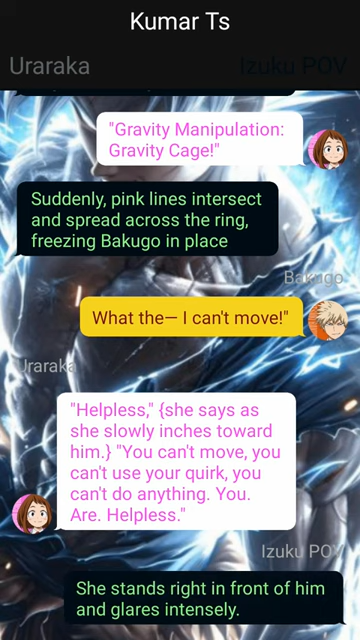 Kumar Ts
Uraraka
Izuku POV
"Gravity Manipulation:
Gravity Cage!"
Suddenly, pink lines intersect
and spread across the ring,
freezing Bakugo in place
Bakugo
What the— I can't move!"
Uraraka
"Helpless," {she says as
she slowly inches toward
him.} "You can't move, you
can't use your quirk, you
can't do anything. You.
Are. Helpless."
Izuku POV
She stands right in front of him
and glares intensely.